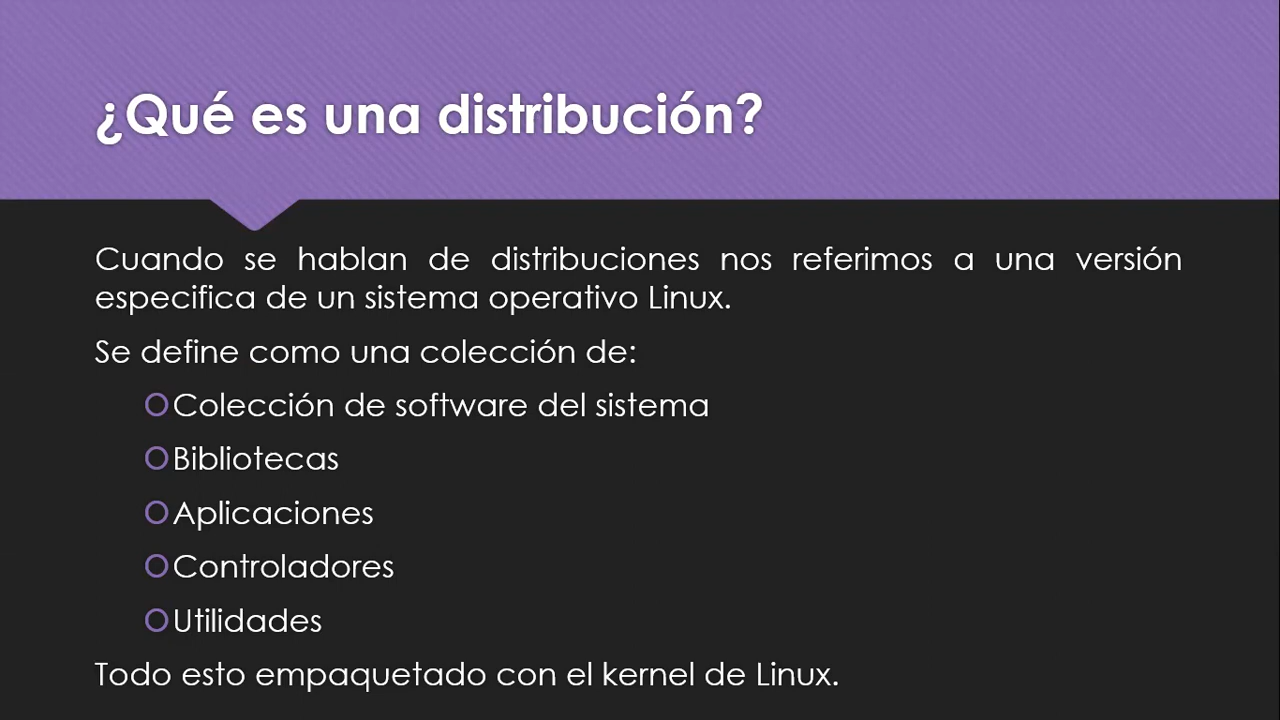 ¿Qué es una distribución?
Cuando se hablan de distribuciones nos referimos a una versión
especifica de un sistema operativo Linux.
Se define como una colección de:
Colección de software del sistema
Bibliotecas
Aplicaciones
Controladores
Utilidades
Todo esto empaquetado con el kernel de Linux.